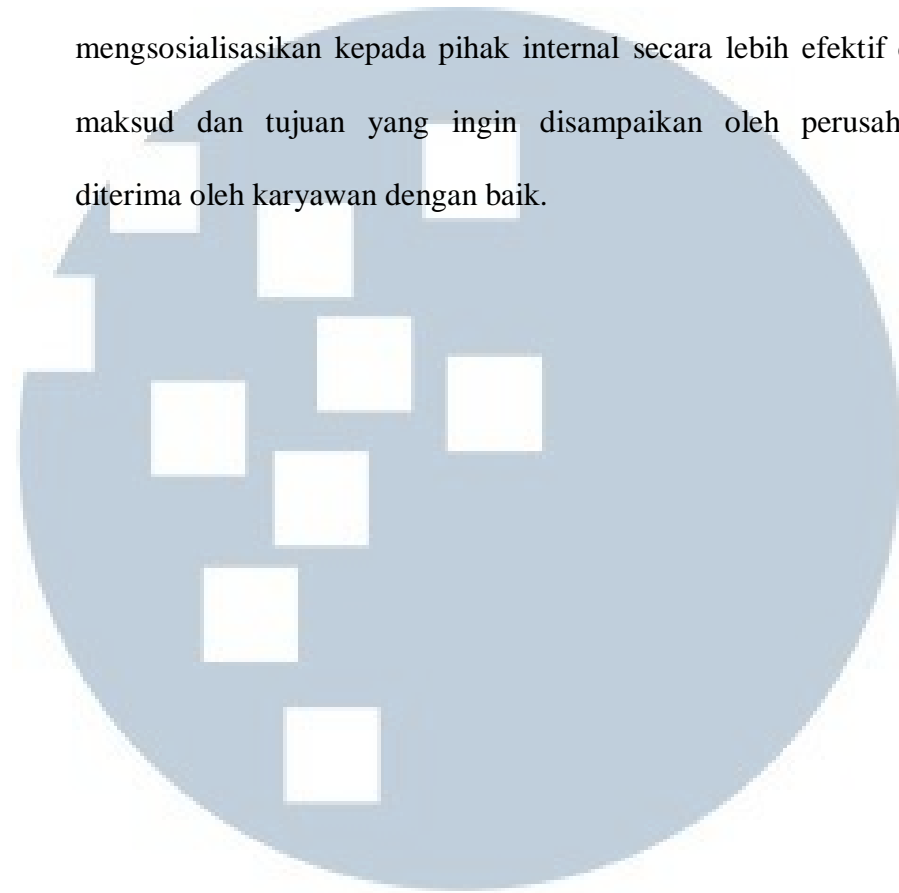 mengsosialisasikan kepada pihak internal secara lebih efektif
maksud dan tujuan yang ingin disampaikan oleh perusah
diterima oleh karyawan dengan baik.